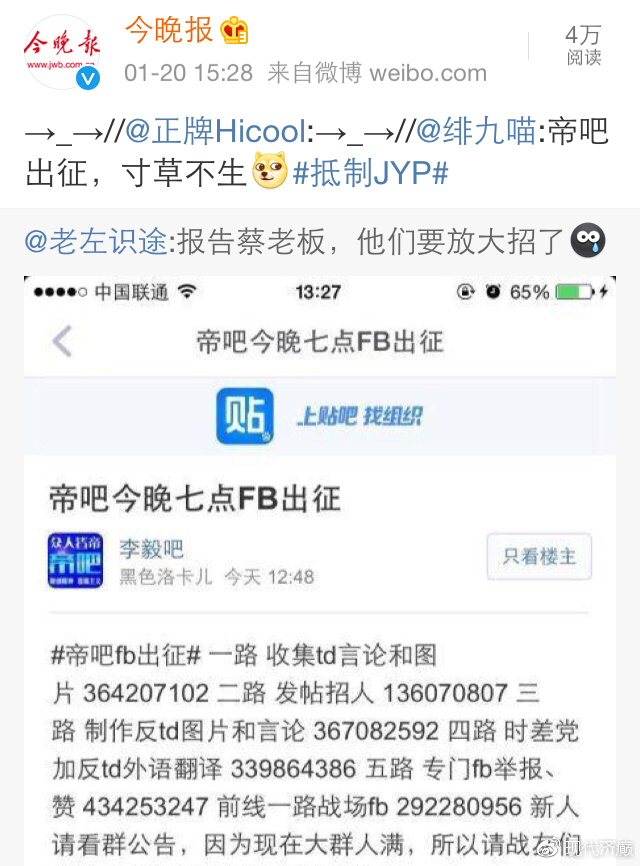 今晚报
www.jwb.com.cn
今晚报
4万
阅读
01-20 15:28 来自微博 weibo.com
→_→//@正牌Hicool:→_→//@绯九喵:帝吧
出征，寸草不生 #抵制JYP#
@老左识途:报告蔡老板，他们要放大招了
中国联通 13:27 65%
帝吧今晚七点FB出征
贴 上贴吧 找组织
帝吧今晚七点FB出征
众人皆帝
帝吧
李毅吧
只看楼主
黑色洛卡儿 今天 12:48
#帝吧fb出征# 一路 收集td言论和图
片 364207102 二路 发帖招人 136070807 三
路 制作反td图片和言论 367082592 四路 时差党
加反td外语翻译 339864386 五路 专门fb举报、
赞 434253247 前线一路战场fb 292280956 新人
请看群公告，因为现在大群人满，所以请战友们
@现代济癫